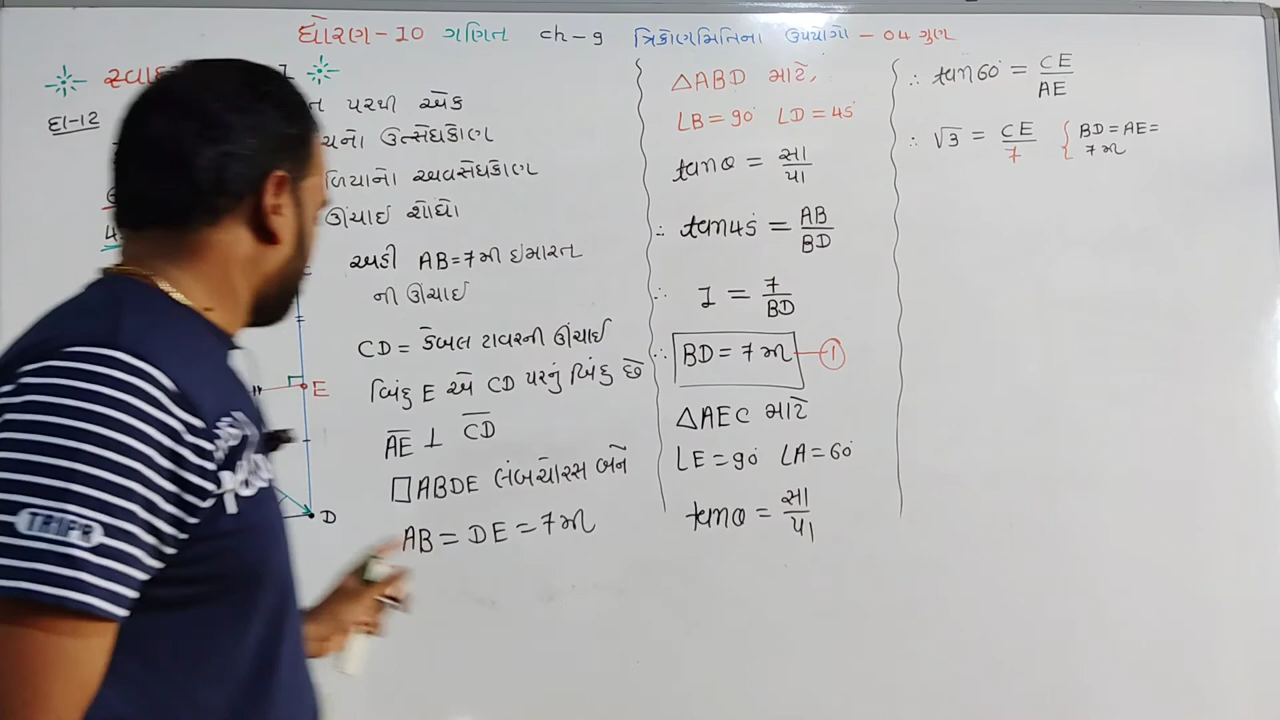 ધોરણ-10 ગણિત ch-9 ત્રિકોણમિતિના ઉપયોગો - 04 ગુણ
I
દા-12
પરથી એક
ઉત્સેધકોણ
અવસેધકોણ
ઊંચાઈ શોધો
અહી AB=7મી ઇમારત
ની ઊંચાઈ
CD = કેબલ ટાવરની ઊંચાઈ
બિંદુ E એ CD પરનું બિંદુ છે
AE ⊥ CD
□ABDE લંબચોરસ બને
AB = DE = 7મી
E
D
△ABD માટે,
∠B=90° ∠D=45°
tanθ = સા/પા
∴ tan45° = AB/BD
∴ 1 = 7/BD
∴ BD = 7મી — ①
△AEC માટે
∠E=90° ∠A=60°
tanθ = સા/પા
∴ tan60° = CE/AE
∴ √3 = CE/7 { BD=AE=
7મી
TRIPR